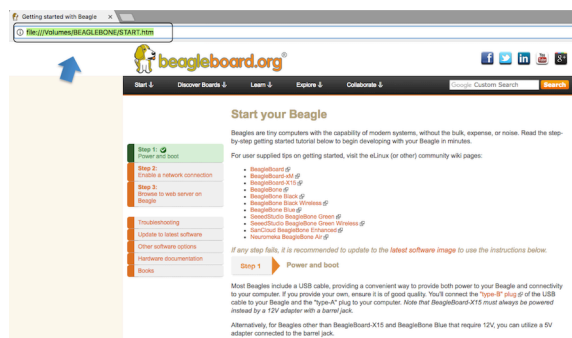 Getting started with Beagle
file:///Volumes/BEAGLEBONE/START.htm
beagleboard.org®
Start Discover Boards Learn Explore Collaborate Google Custom Search Search
Start your Beagle
Beagles are tiny computers with the capability of modern systems, without the bulk, expense, or noise. Read the step-
by-step getting started tutorial below to begin developing with your Beagle in minutes.
Step 1:
Power and boot
Step 2:
Enable a network connection
Step 3:
Browse to web server on
Beagle
Troubleshooting
Update to latest software
Other software options
Hardware documentation
Books
For user supplied tips on getting started, visit the eLinux (or other) community wiki pages:
BeagleBoard
BeagleBoard-xM
BeagleBoard-X15
BeagleBone
BeagleBone Black
BeagleBone Black Wireless
BeagleBone Blue
SeeedStudio BeagleBone Green
SeeedStudio BeagleBone Green Wireless
SanCloud BeagleBone Enhanced
Neuromeka BeagleBone Air
If any step fails, it is recommended to update to the latest software image to use the instructions below.
Step 1 Power and boot
Most Beagles include a USB cable, providing a convenient way to provide both power to your Beagle and connectivity
to your computer. If you provide your own, ensure it is of good quality. You'll connect the "type-B" plug of the USB
cable to your Beagle and the "type-A" plug to your computer. Note that BeagleBoard-X15 must always be powered
instead by a 12V adapter with a barrel jack.
Alternatively, for Beagles other than BeagleBoard-X15 and BeagleBone Blue that require 12V, you can utilize a 5V
adapter connected to the barrel jack.